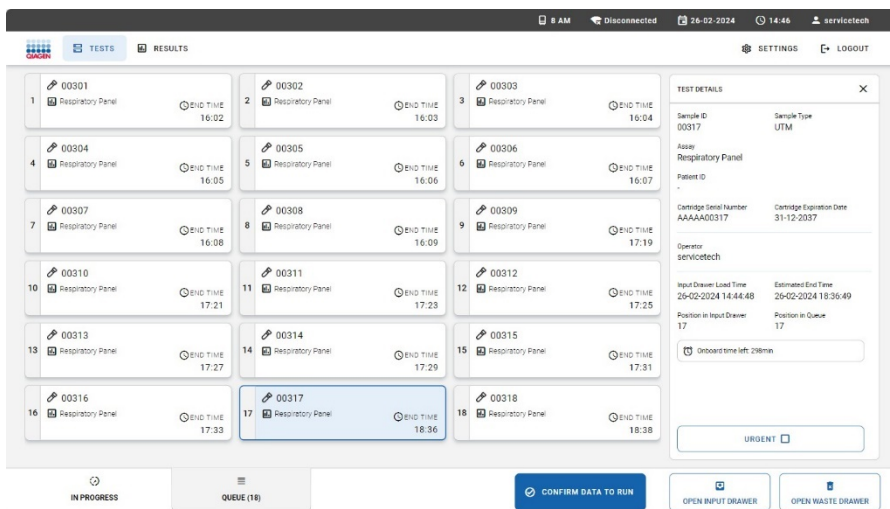 8 AM Disconnected 26-02-2024 14:46 servicetech
QIAGEN TESTS RESULTS SETTINGS LOGOUT
1 00301 Respiratory Panel END TIME 16:02
2 00302 Respiratory Panel END TIME 16:03
3 00303 Respiratory Panel END TIME 16:04
4 00304 Respiratory Panel END TIME 16:05
5 00305 Respiratory Panel END TIME 16:06
6 00306 Respiratory Panel END TIME 16:07
7 00307 Respiratory Panel END TIME 16:08
8 00308 Respiratory Panel END TIME 16:09
9 00309 Respiratory Panel END TIME 17:19
10 00310 Respiratory Panel END TIME 17:21
11 00311 Respiratory Panel END TIME 17:23
12 00312 Respiratory Panel END TIME 17:25
13 00313 Respiratory Panel END TIME 17:27
14 00314 Respiratory Panel END TIME 17:29
15 00315 Respiratory Panel END TIME 17:31
16 00316 Respiratory Panel END TIME 17:33
17 00317 Respiratory Panel END TIME 18:36
18 00318 Respiratory Panel END TIME 18:38
TEST DETAILS
Sample ID Sample Type
00317 UTM
Assay
Respiratory Panel
Patient ID
-
Cartridge Serial Number Cartridge Expiration Date
AAAAA00317 31-12-2037
Operator
servicetech
Input Drawer Load Time Estimated End Time
26-02-2024 14:44:48 26-02-2024 18:36:49
Position in Input Drawer Position in Queue
17 17
Onboard time left: 298min
URGENT
IN PROGRESS QUEUE (18) CONFIRM DATA TO RUN OPEN INPUT DRAWER OPEN WASTE DRAWER